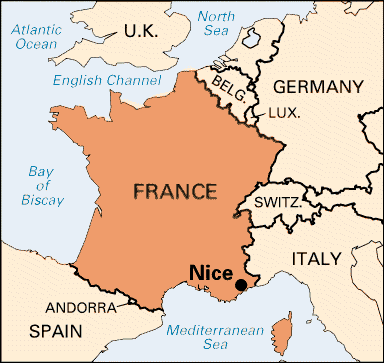 Atlantic
Ocean
U.K.
North
Sea
English Channel
BELG.
GERMANY
LUX.
Bay
of
Biscay
FRANCE
SWITZ.
ITALY
Nice
ANDORRA
SPAIN
Mediterranean
Sea